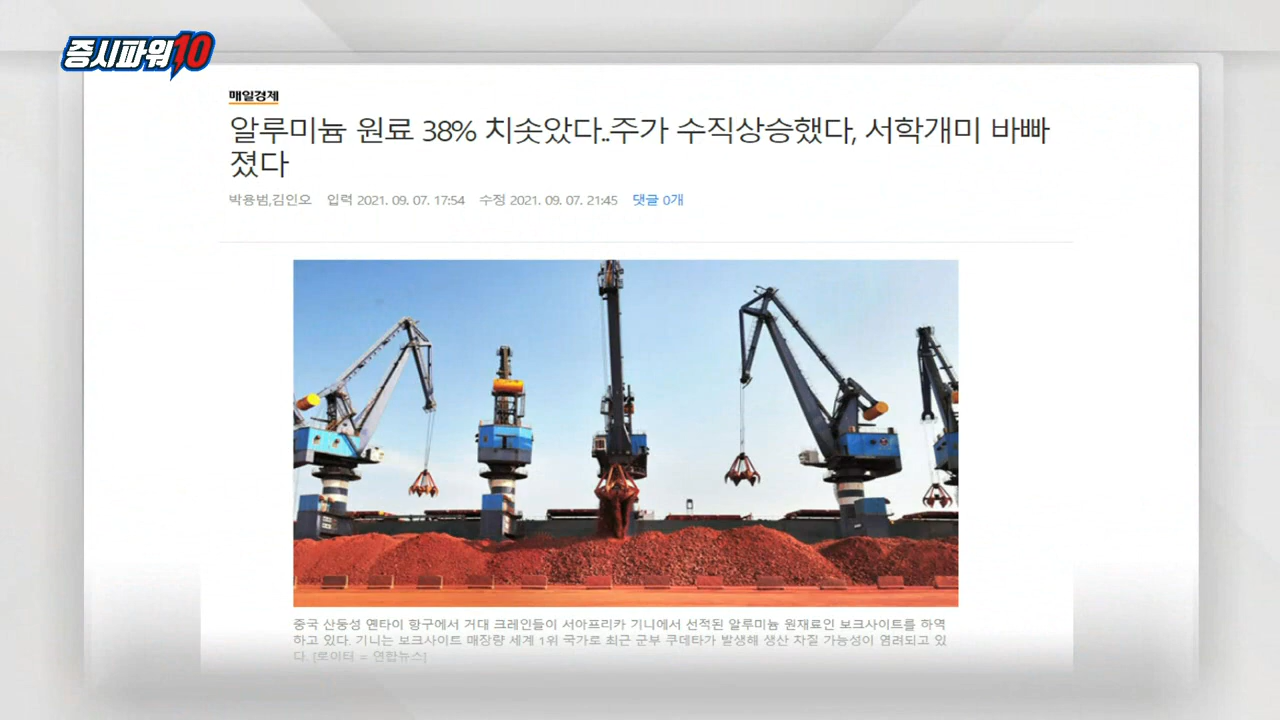 증시파워10
매일경제
알루미늄 원료 38% 치솟았다..주가 수직상승했다, 서학개미 바빠
졌다
박용범,김인오 입력 2021. 09. 07. 17:54 수정 2021. 09. 07. 21:45 댓글 0개
중국 산둥성 옌타이 항구에서 거대 크레인들이 서아프리카 기니에서 선적된 알루미늄 원재료인 보크사이트를 하역
하고 있다. 기니는 보크사이트 매장량 세계 1위 국가로 최근 군부 쿠데타가 발생해 생산 차질 가능성이 염려되고 있
다. [로이터 = 연합뉴스]